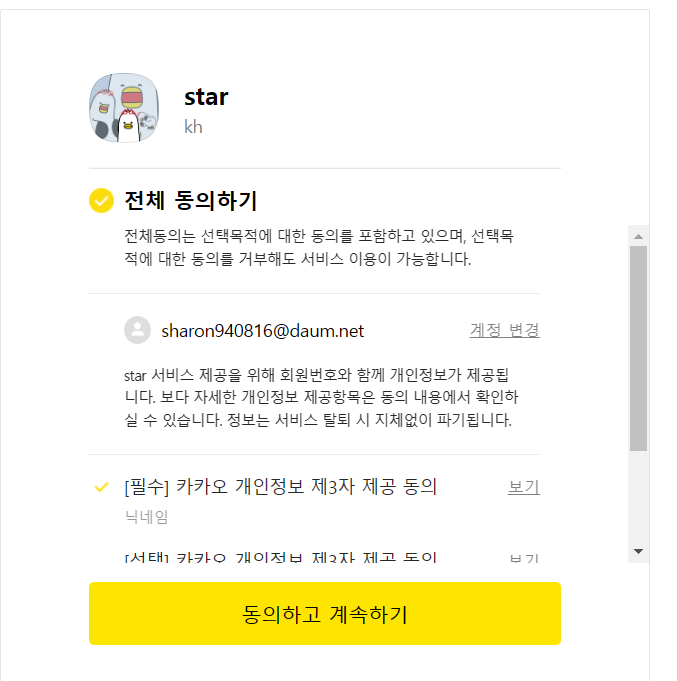 star
kh
전체 동의하기
전체동의는 선택목적에 대한 동의를 포함하고 있으며, 선택목
적에 대한 동의를 거부해도 서비스 이용이 가능합니다.
sharon940816@daum.net 계정 변경
star 서비스 제공을 위해 회원번호와 함께 개인정보가 제공됩
니다. 보다 자세한 개인정보 제공항목은 동의 내용에서 확인하
실 수 있습니다. 정보는 서비스 탈퇴 시 지체없이 파기됩니다.
[필수] 카카오 개인정보 제3자 제공 동의 보기
닉네임
[선택] 카카오 개인정보 제3자 제공 동의 보기
동의하고 계속하기